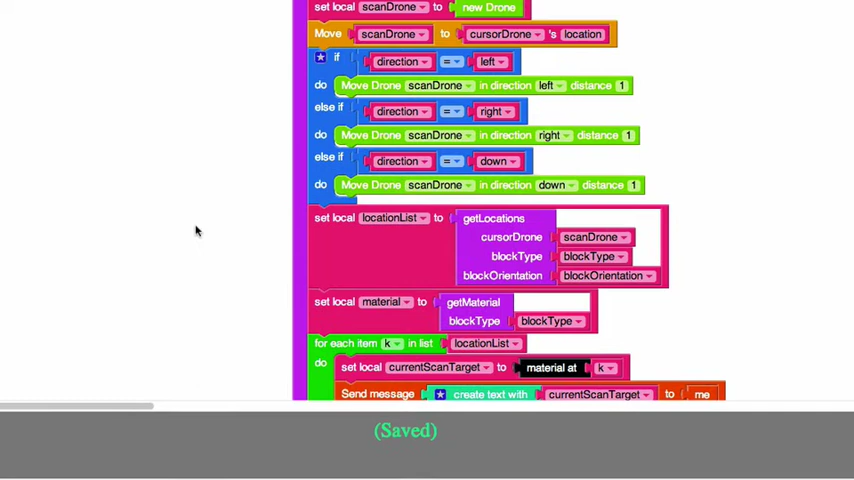 set local scanDrone to new Drone
Move scanDrone to cursorDrone 's location
if direction = left
do Move Drone scanDrone in direction left distance 1
else if direction = right
do Move Drone scanDrone in direction right distance 1
else if direction = down
do Move Drone scanDrone in direction down distance 1
set local locationList to getLocations
cursorDrone scanDrone
blockType blockType
blockOrientation blockOrientation
set local material to getMaterial
blockType blockType
for each item k in list locationList
do set local currentScanTarget to material at k
Send message create text with currentScanTarget to me
(Saved)